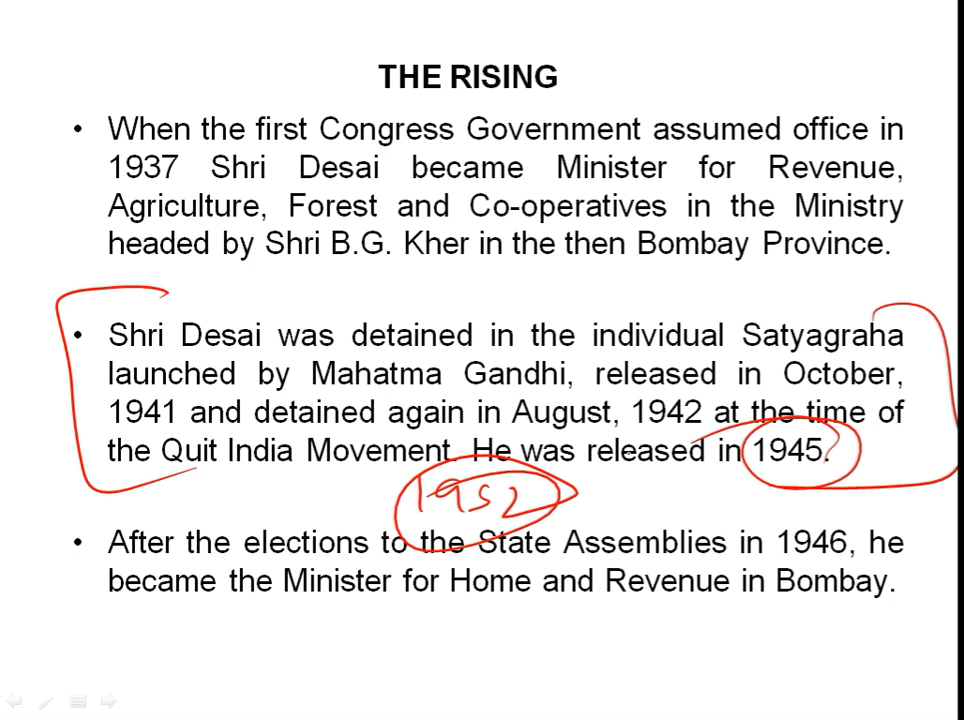 THE RISING
• When the first Congress Government assumed office in
1937 Shri Desai became Minister for Revenue,
Agriculture, Forest and Co-operatives in the Ministry
headed by Shri B.G. Kher in the then Bombay Province.
• Shri Desai was detained in the individual Satyagraha
launched by Mahatma Gandhi, released in October,
1941 and detained again in August, 1942 at the time of
the Quit India Movement. He was released in 1945.
1952
• After the elections to the State Assemblies in 1946, he
became the Minister for Home and Revenue in Bombay.